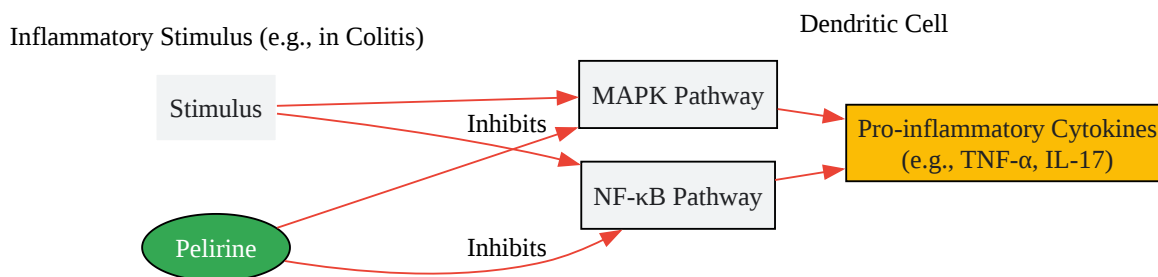 Dendritic Cell
Inflammatory Stimulus (e.g., in Colitis)
Stimulus
MAPK Pathway
Inhibits
Pro-inflammatory Cytokines
(e.g., TNF-α, IL-17)
NF-κB Pathway
Pelirine
Inhibits